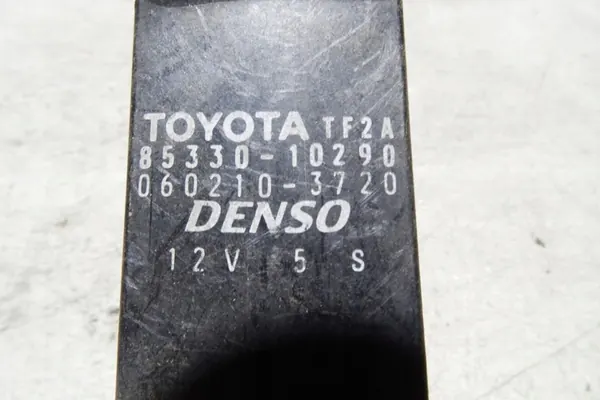 TOYOTA TF2A
85330-10290
060210-3720
DENSO
12V 5 S